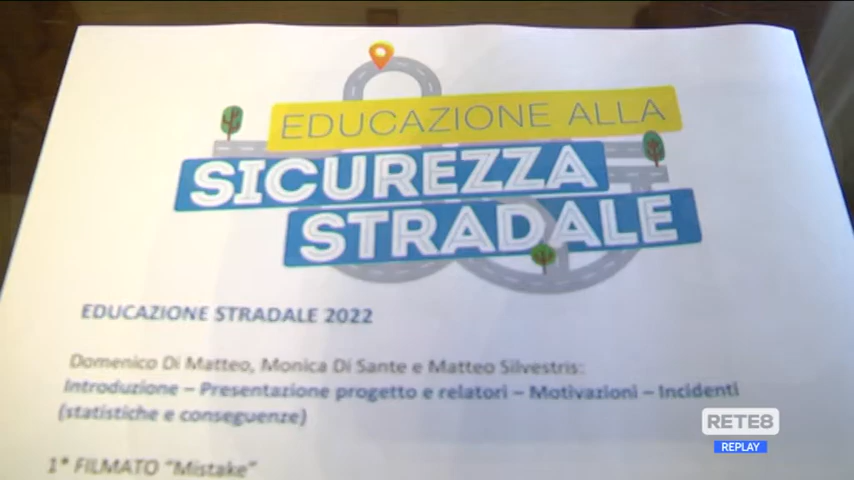 EDUCAZIONE ALLA
SICUREZZA
STRADALE
EDUCAZIONE STRADALE 2022
Domenico Di Matteo, Monica Di Sante e Matteo Silvestris:
Introduzione – Presentazione progetto e relatori – Motivazioni – Incidenti
(statistiche e conseguenze)
1° FILMATO "Mistake"
RETE8
REPLAY